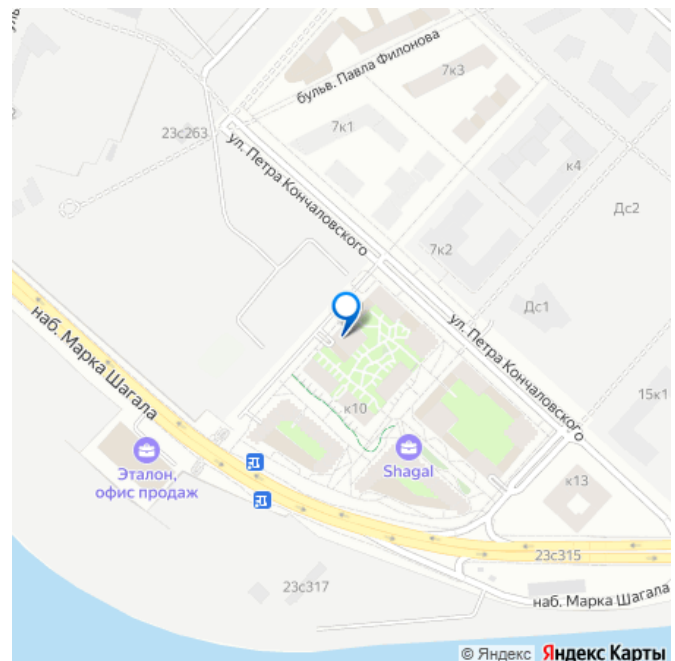 буль
бульв. Павла Филонова
7к3
7к1
23с263
к4
ул. Петра Кончаловского
Дс2
7к2
Дс1
наб. Марка Шагала
ул. Петра Кончаловского
15к1
к10
Shagal
Эталон,
офис продаж
к13
23с315
23с317
наб. Марка Шагала
© Яндекс Яндекс Карты